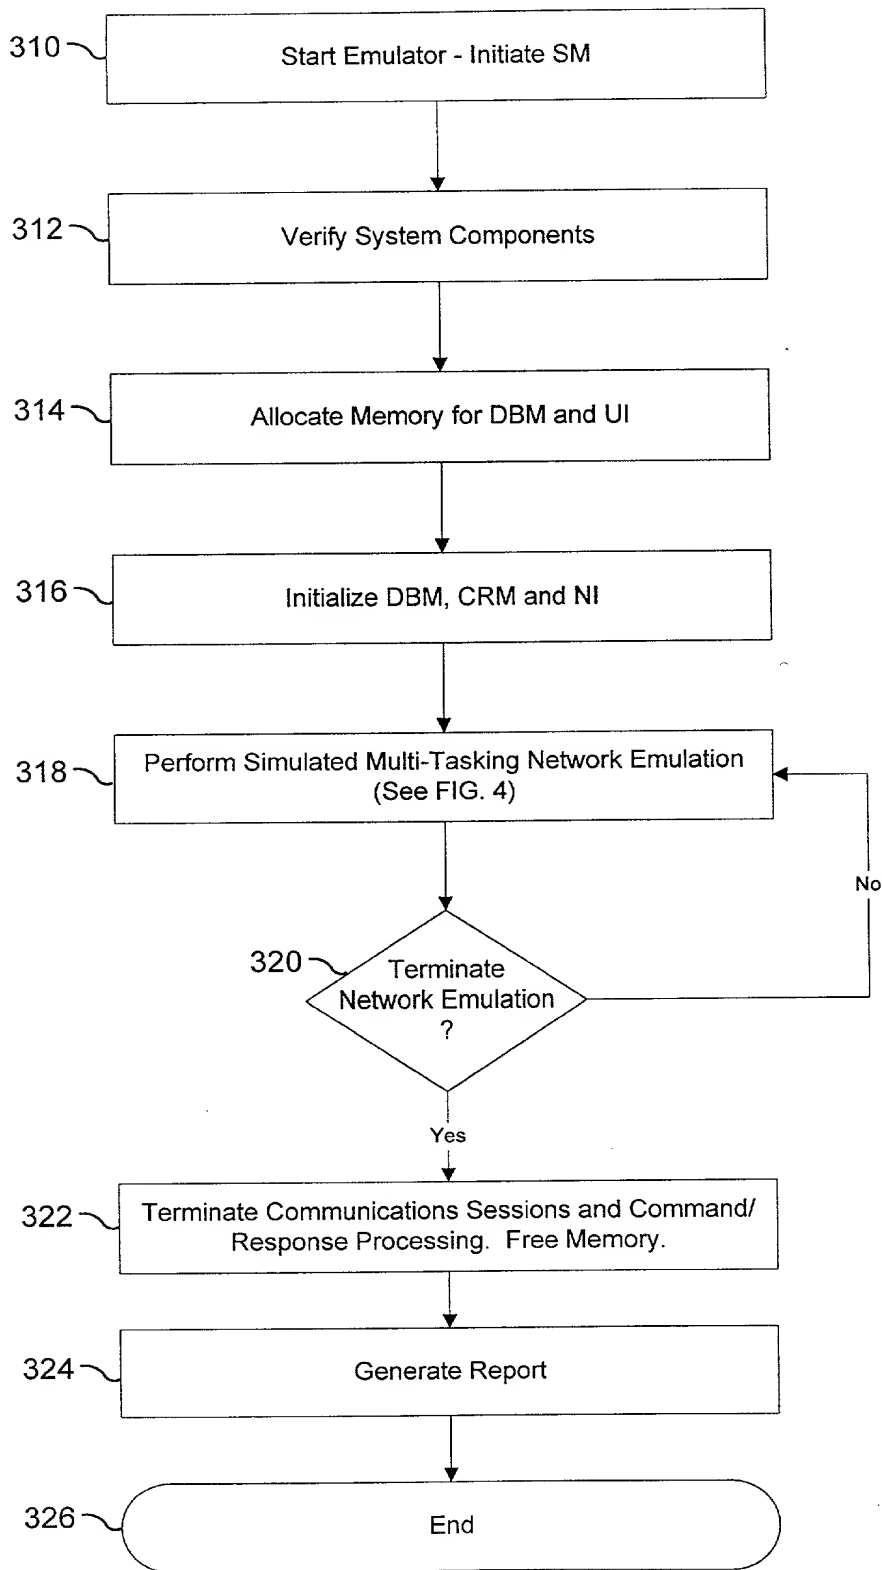 310
Start Emulator - Initiate SM
312
Verify System Components
314
Allocate Memory for DBM and UI
316
Initialize DBM, CRM and NI
318
Perform Simulated Multi-Tasking Network Emulation
(See FIG. 4)
No
320
Terminate
Network Emulation
?
Yes
322
Terminate Communications Sessions and Command/
Response Processing. Free Memory.
324
Generate Report
326
End